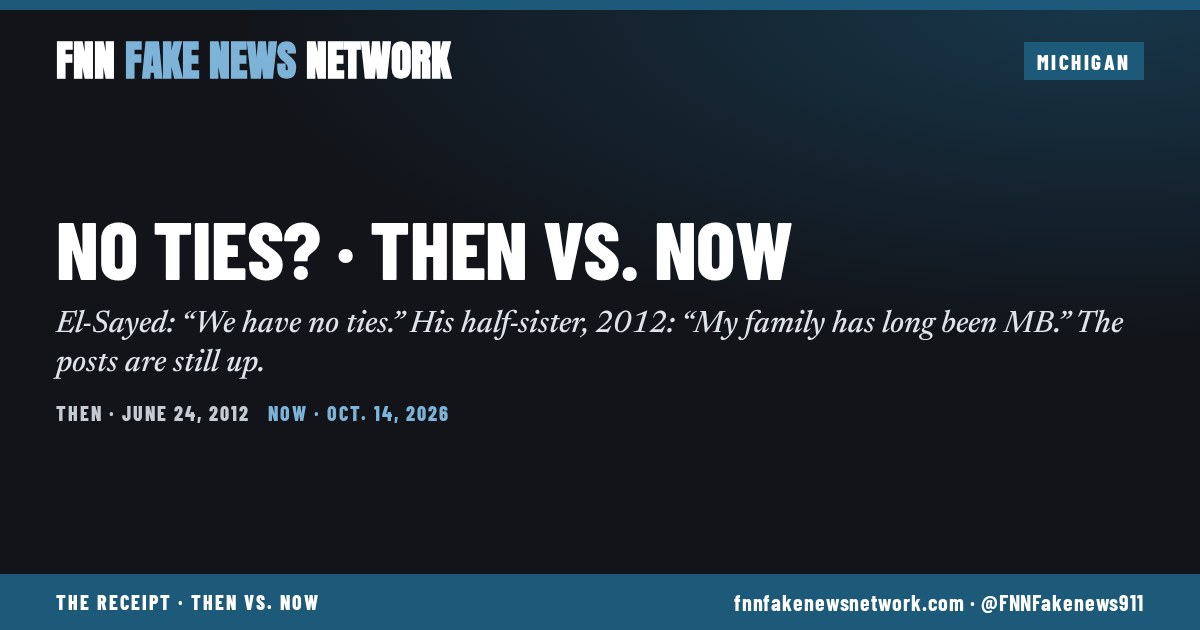 FNN FAKE NEWS NETWORK
MICHIGAN
NO TIES? · THEN VS. NOW
El-Sayed: “We have no ties.” His half-sister, 2012: “My family has long been MB.” The
posts are still up.
THEN · JUNE 24, 2012 NOW · OCT. 14, 2026
THE RECEIPT · THEN VS. NOW
fnnfakenewsnetwork.com · @FNNFakenews911